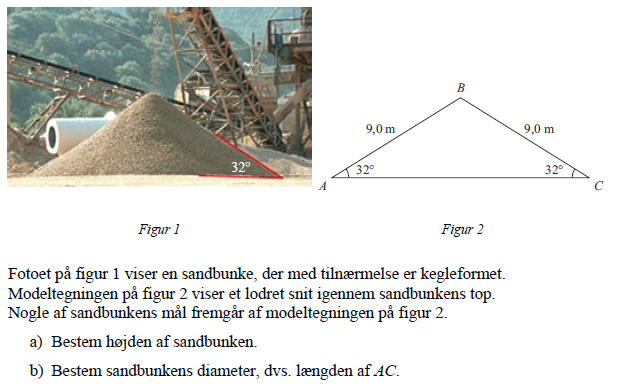 32°
B
9,0 m
9,0 m
32°
32°
A
C
Figur 1
Figur 2
Fotoet på figur 1 viser en sandbunke, der med tilnærmelse er kegleformet.
Modeltegningen på figur 2 viser et lodret snit igennem sandbunkens top.
Nogle af sandbunkens mål fremgår af modeltegningen på figur 2.
a) Bestem højden af sandbunken.
b) Bestem sandbunkens diameter, dvs. længden af AC.